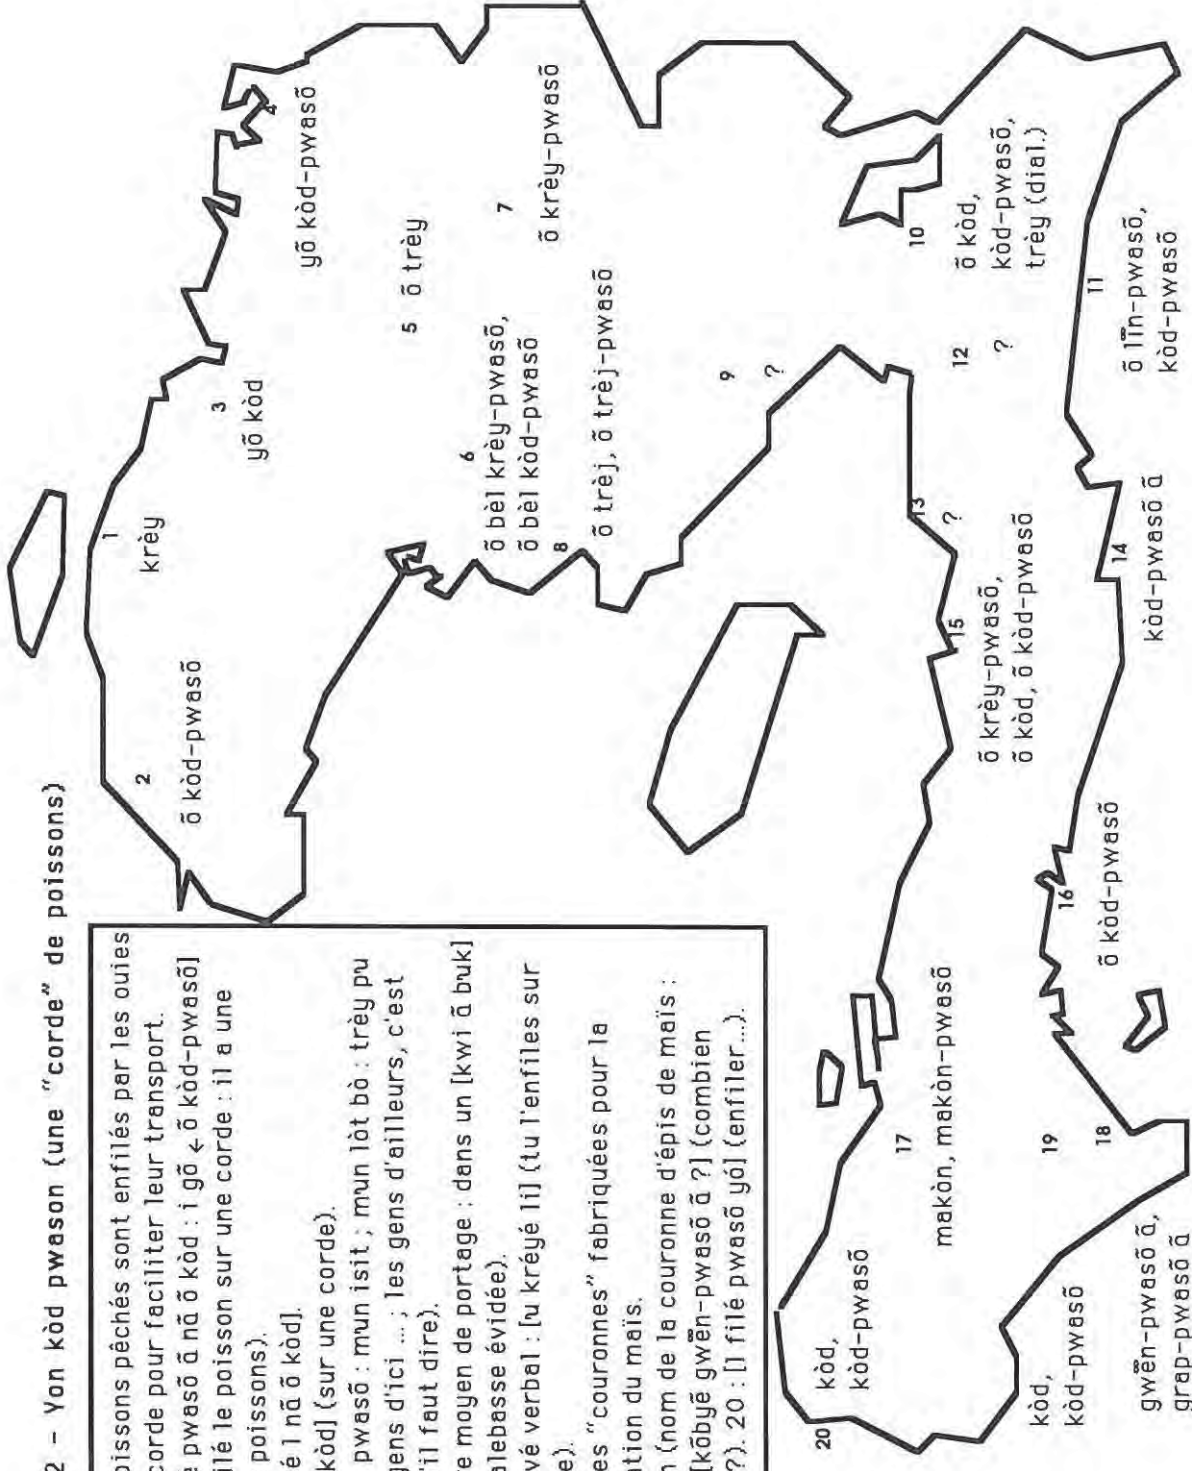 2 – Yon kòd pwason (une "corde" de poissons)
oissons pêchés sont enfilés par les ouies
corde pour faciliter leur transport.
e pwasõ ã nã õ kòd : i gõ ← õ kòd-pwasõ]
ilé le poisson sur une corde : il a une
poissons).
é l nã õ kòd].
kòd] (sur une corde).
pwasõ : mun isit ; mun lòt bò : trèy pu
gens d'ici ... ; les gens d'ailleurs, c'est
'il faut dire).
e moyen de portage : dans un [kwi ã buk]
alebasse évidée).
vé verbal : [u kréyé li] (tu l'enfiles sur
e).
es "couronnes" fabriquées pour la
ation du maïs.
n (nom de la couronne d'épis de maïs :
[kõbyẽ gwẽn-pwasõ ã ?] (combien
?). 20 : [l filé pwasõ yó] (enfiler...).
1
krèy
2
õ kòd-pwasõ
3
yõ kòd
4
yõ kòd-pwasõ
5 õ trèy
6
õ bèl krèy-pwasõ,
õ bèl kòd-pwasõ
7
õ krèy-pwasõ
8
õ trèj, õ trèj-pwasõ
9
?
10
õ kòd,
kòd-pwasõ,
trèy (dial.)
11
õ lĩn-pwasõ,
kòd-pwasõ
12
?
13
?
14
kòd-pwasõ ã
15
õ krèy-pwasõ,
õ kòd, õ kòd-pwasõ
16
õ kòd-pwasõ
17
makòn, makòn-pwasõ
18
gwẽn-pwasõ ã,
grap-pwasõ ã
19
kòd,
kòd-pwasõ
20
kòd,
kòd-pwasõ